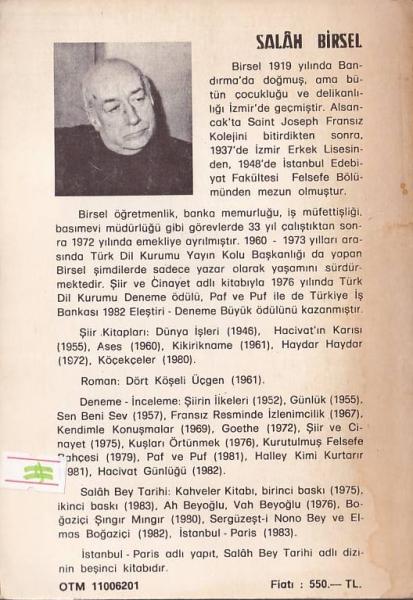 SALÂH BİRSEL
Birsel 1919 yılında Ban-
dırma'da doğmuş, ama bü-
tün çocukluğu ve delikanlı-
lığı İzmir'de geçmiştir. Alsan-
cak'ta Saint Joseph Fransız
Kolejini bitirdikten sonra,
1937'de İzmir Erkek Lisesin-
den, 1948'de İstanbul Edebi-
yat Fakültesi Felsefe Bölü-
münden mezun olmuştur.
Birsel öğretmenlik, banka memurluğu, iş müfettişliği,
basımevi müdürlüğü gibi görevlerde 33 yıl çalıştıktan son-
ra 1972 yılında emekliye ayrılmıştır. 1960 - 1973 yılları ara-
sında Türk Dil Kurumu Yayın Kolu Başkanlığı da yapan
Birsel şimdilerde sadece yazar olarak yaşamını sürdür-
mektedir. Şiir ve Cinayet adlı kitabıyla 1976 yılında Türk
Dil Kurumu Deneme ödülü, Paf ve Puf ile de Türkiye İş
Bankası 1982 Eleştiri - Deneme Büyük ödülünü kazanmıştır.
Şiir Kitapları: Dünya İşleri (1946), Hacivat'ın Karısı
(1955), Ases (1960), Kikirikname (1961), Haydar Haydar
(1972), Köçekçeler (1980).
Roman: Dört Köşeli Üçgen (1961).
Deneme - İnceleme: Şiirin İlkeleri (1952), Günlük (1955),
Sen Beni Sev (1957), Fransız Resminde İzlenimcilik (1967),
Kendimle Konuşmalar (1969), Goethe (1972), Şiir ve Ci-
nayet (1975), Kuşları Örtünmek (1976), Kurutulmuş Felsefe
Bahçesi (1979), Paf ve Puf (1981), Halley Kimi Kurtarır
(1981), Hacivat Günlüğü (1982).
Salâh Bey Tarihi: Kahveler Kitabı, birinci baskı (1975),
ikinci baskı (1983), Ah Beyoğlu, Vah Beyoğlu (1976), Bo-
ğaziçi Şıngır Mıngır (1980), Sergüzeşt-i Nono Bey ve El-
mas Boğaziçi (1982), İstanbul - Paris (1983).
İstanbul - Paris adlı yapıt, Salâh Bey Tarihi adlı dizi-
nin beşinci kitabıdır.
OTM 11006201 Fiatı : 550.— TL.